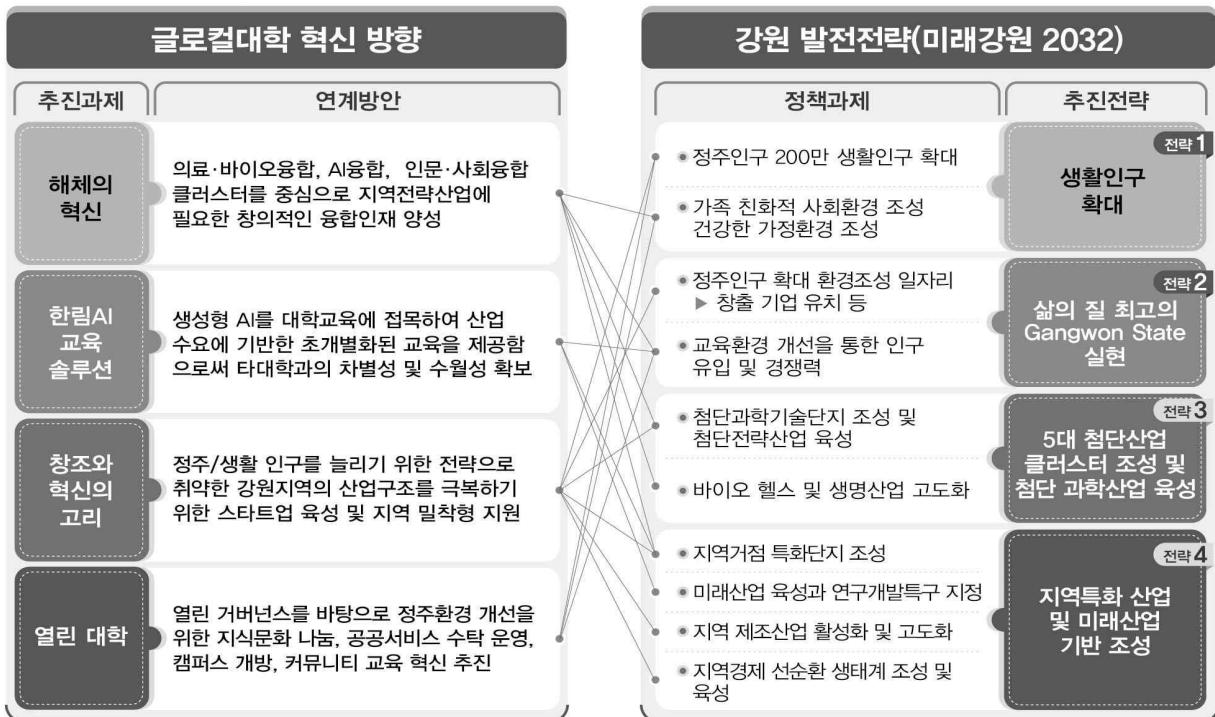 글로컬대학 혁신 방향
추진과제
연계방안
해체의
혁신
의료·바이오융합, AI융합, 인문·사회융합
클러스터를 중심으로 지역전략산업에
필요한 창의적인 융합인재 양성
한림AI
교육
솔루션
생성형 AI를 대학교육에 접목하여 산업
수요에 기반한 초개별화된 교육을 제공함
으로써 타대학과의 차별성 및 수월성 확보
창조와
혁신의
고리
정주/생활 인구를 늘리기 위한 전략으로
취약한 강원지역의 산업구조를 극복하기
위한 스타트업 육성 및 지역 밀착형 지원
열린 대학
열린 거버넌스를 바탕으로 정주환경 개선을
위한 지식문화 나눔, 공공서비스 수탁 운영,
캠퍼스 개방, 커뮤니티 교육 혁신 추진
강원 발전전략(미래강원 2032)
정책과제
추진전략
정주인구 200만 생활인구 확대
가족 친화적 사회환경 조성
건강한 가정환경 조성
전략 1
생활인구
확대
정주인구 확대 환경조성 일자리
▶ 창출 기업 유치 등
교육환경 개선을 통한 인구
유입 및 경쟁력
전략 2
삶의 질 최고의
Gangwon State
실현
첨단과학기술단지 조성 및
첨단전략산업 육성
바이오 헬스 및 생명산업 고도화
전략 3
5대 첨단산업
클러스터 조성 및
첨단 과학산업 육성
지역거점 특화단지 조성
미래산업 육성과 연구개발특구 지정
지역 제조산업 활성화 및 고도화
지역경제 선순환 생태계 조성 및
육성
전략 4
지역특화 산업
및 미래산업
기반 조성